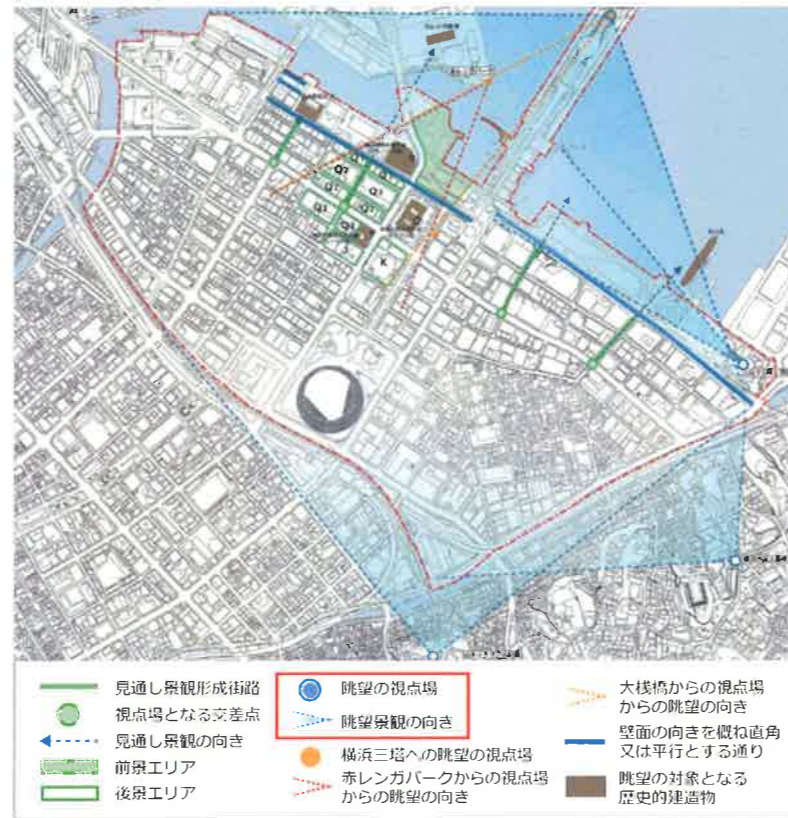 Q?
Q1
Q1
Q1
K
見通し景観形成街路
視点場となる交差点
見通し景観の向き
前景エリア
後景エリア
眺望の視点場
眺望景観の向き
横浜三塔への眺望の視点場
赤レンガパークからの視点場
からの眺望の向き
大桟橋からの視点場
からの眺望の向き
壁面の向きを概ね直角
又は平行とする通り
眺望の対象となる
歴史的建造物